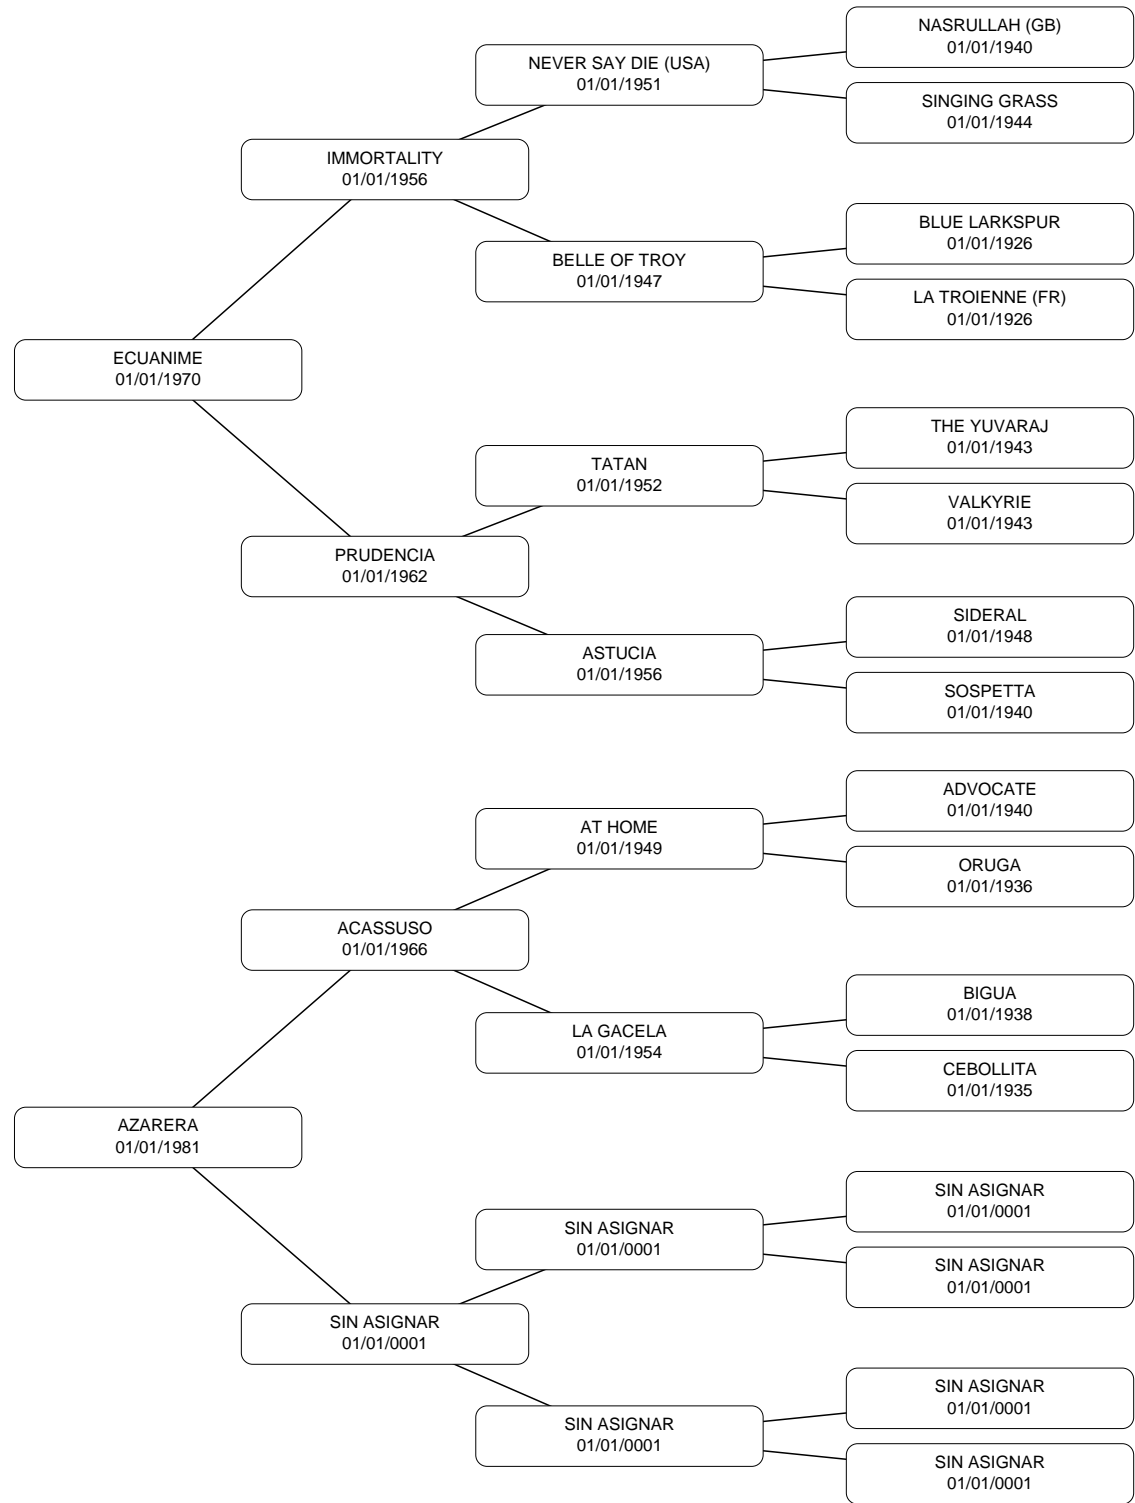 NASRULLAH (GB)
01/01/1940
NEVER SAY DIE (USA)
01/01/1951
SINGING GRASS
01/01/1944
IMMORTALITY
01/01/1956
BLUE LARKSPUR
01/01/1926
BELLE OF TROY
01/01/1947
LA TROIENNE (FR)
01/01/1926
ECUANIME
01/01/1970
THE YUVARAJ
01/01/1943
TATAN
01/01/1952
VALKYRIE
01/01/1943
PRUDENCIA
01/01/1962
SIDERAL
01/01/1948
ASTUCIA
01/01/1956
SOSPETTA
01/01/1940
ADVOCATE
01/01/1940
AT HOME
01/01/1949
ORUGA
01/01/1936
ACASSUSO
01/01/1966
BIGUA
01/01/1938
LA GACELA
01/01/1954
CEBOLLITA
01/01/1935
AZARERA
01/01/1981
SIN ASIGNAR
01/01/0001
SIN ASIGNAR
01/01/0001
SIN ASIGNAR
01/01/0001
SIN ASIGNAR
01/01/0001
SIN ASIGNAR
01/01/0001
SIN ASIGNAR
01/01/0001
SIN ASIGNAR
01/01/0001